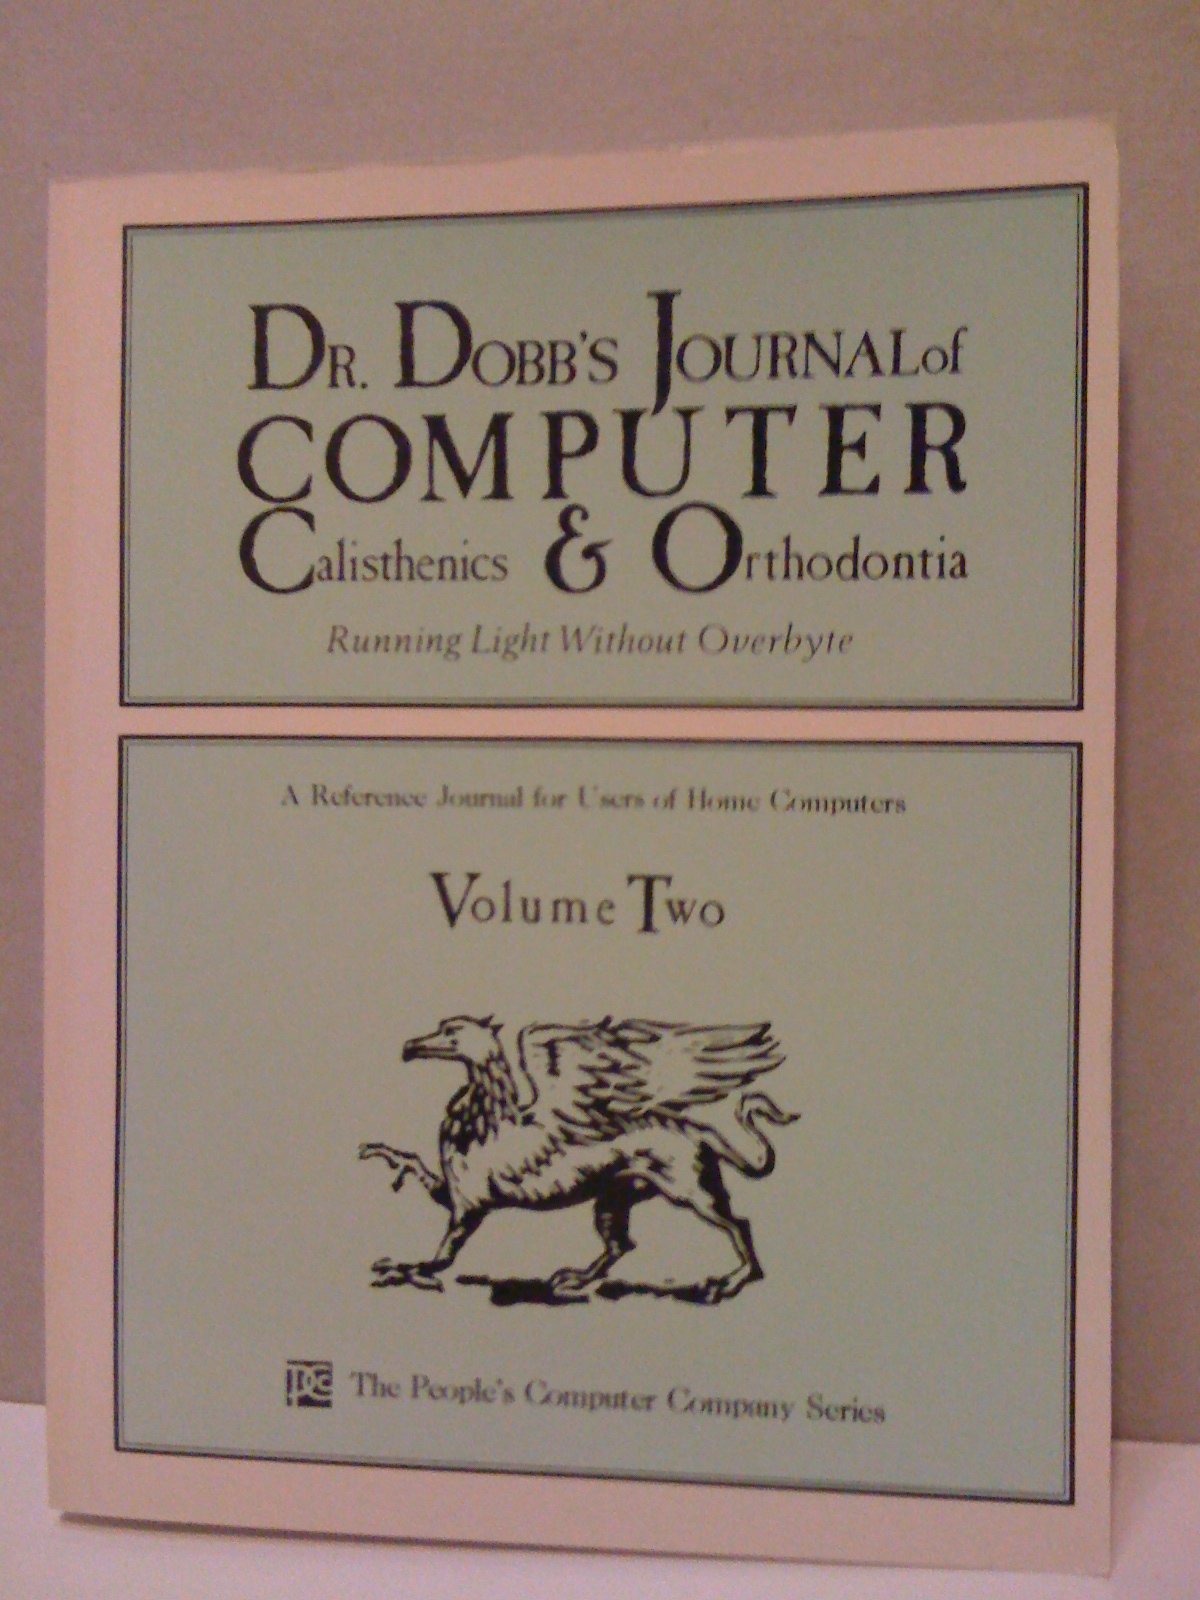 Dr. Dobb's Journal of
COMPUTER
Calisthenics & Orthodontia
Running Light Without Overbyte
A Reference Journal for Users of Home Computers
Volume Two
PCC The People's Computer Company Series